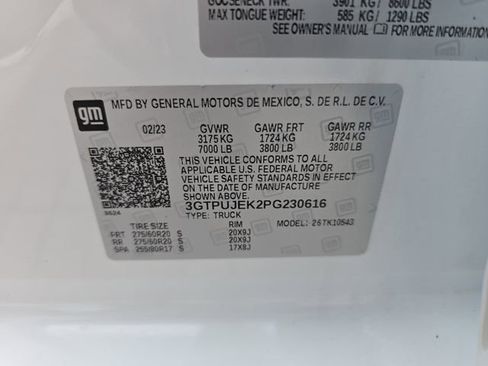 GOOSENECK TWR: 3901 KG / 8600 LBS
MAX TONGUE WEIGHT: 585 KG / 1290 LBS
SEE OWNER'S MANUAL FOR MORE INFORMATION
gm
MFD BY GENERAL MOTORS DE MEXICO, S. DE R.L. DE C.V.
02/23 GVWR GAWR FRT GAWR RR
3175 KG 1724 KG 1724 KG
7000 LB 3800 LB 3800 LB
THIS VEHICLE CONFORMS TO ALL
APPLICABLE U.S. FEDERAL VEHICLE
STANDARDS IN EFFECT ON THE
DATE OF MANUFACTURE
SHOWN ABOVE.
3GTPUJEK2PG230616
TYPE: TRUCK
TIRE SIZE RIM MODEL: 26TK10543
FRT 275/60R20 S 20X9J
RR 275/60R20 S 20X9J
SPA 255/80R17 S 17X8J